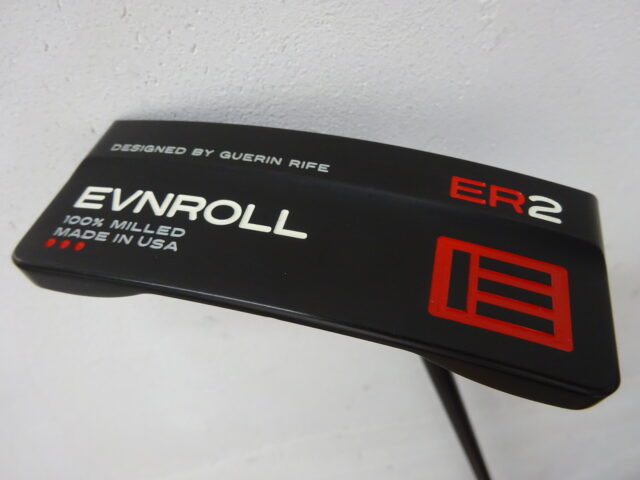 DESIGNED BY GUERIN RIFE
ER2
EVNROLL
100% MILLED
MADE IN USA